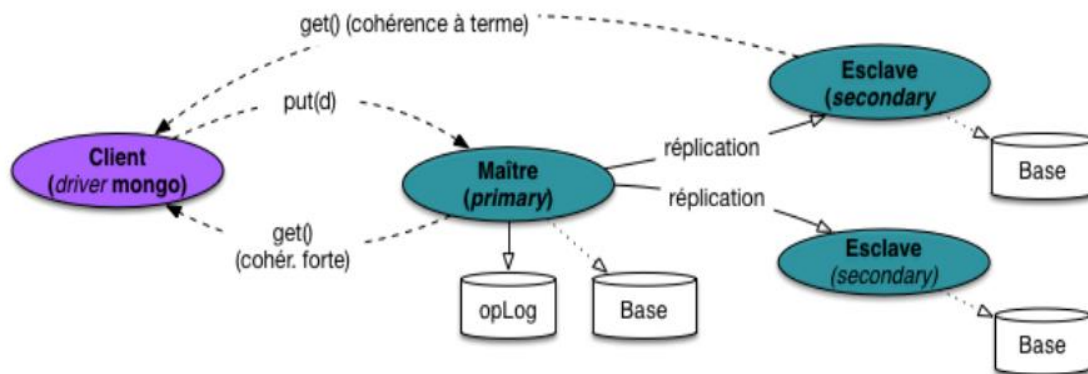 get() (cohérence à terme)
put(d)
Client
(driver mongo)
get()
(cohér. forte)
Maître
(primary)
opLog
Base
réplication
réplication
Esclave
(secondary
Base
Esclave
(secondary)
Base